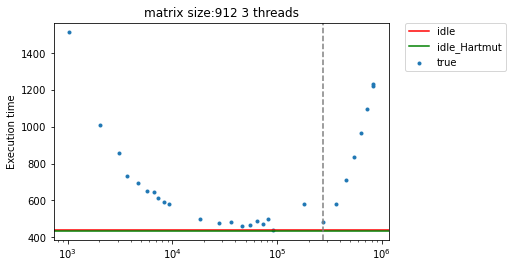 matrix size:912 3 threads
idle
idle_Hartmut
true
Execution time
1400
1200
1000
800
600
400
10³ 10⁴ 10⁵ 10⁶